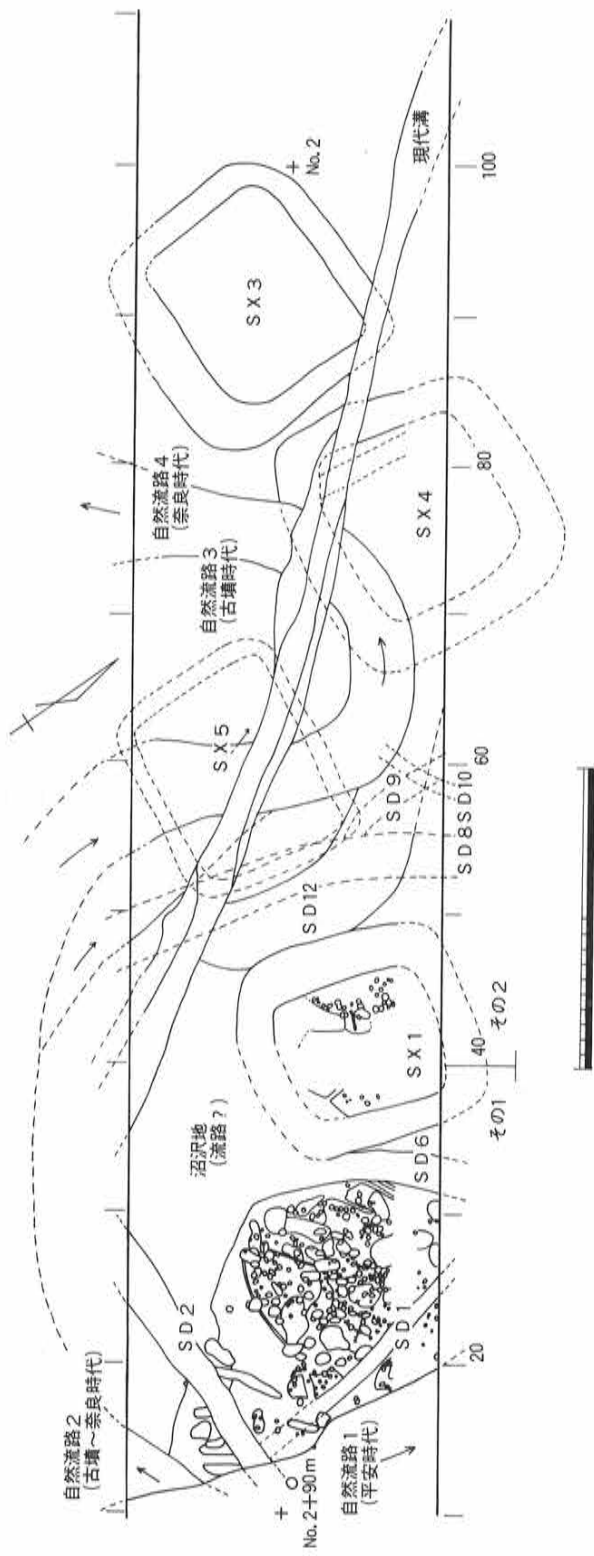 自然流路2
(古墳~奈良時代)
No.2+90m
自然流路1
(平安時代)
SD2
SD1
20
沼沢地
(流路?)
SD6
SX1
その1
40
その2
SD12
SD9
SD8
SD10
60
SX5
自然流路3
(古墳時代)
自然流路4
(奈良時代)
SX4
80
SX3
No.2
現代溝
100